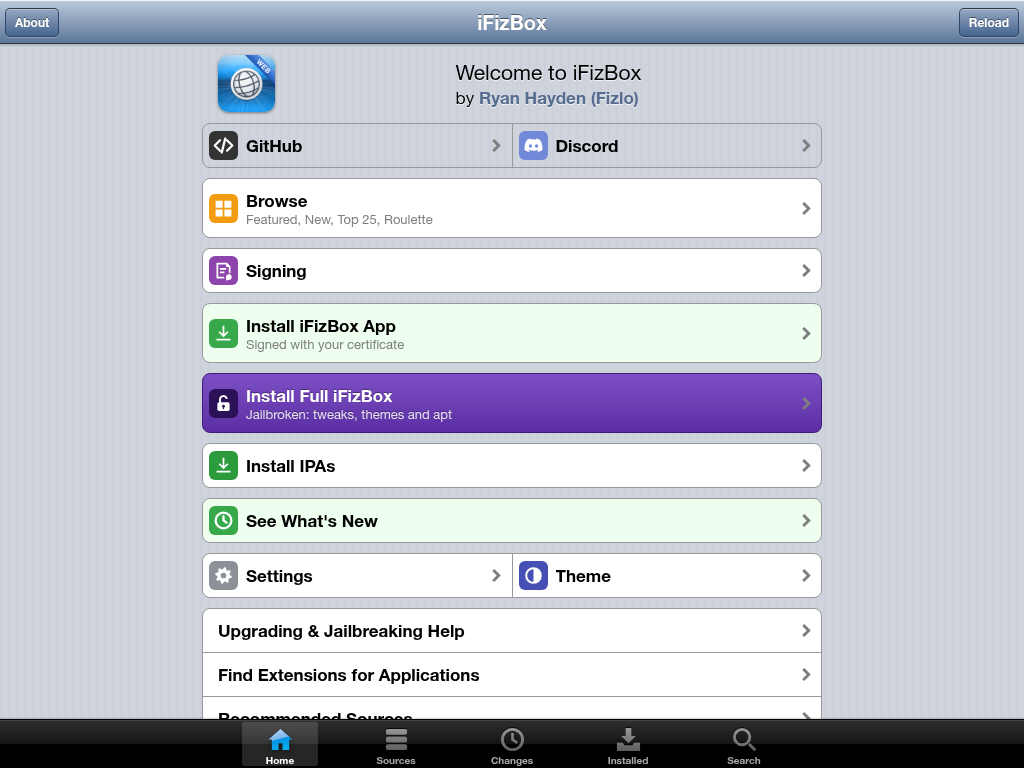 About
iFizBox
Reload
WEB
Welcome to iFizBox
by Ryan Hayden (Fizlo)
GitHub
Discord
Browse
Featured, New, Top 25, Roulette
Signing
Install iFizBox App
Signed with your certificate
Install Full iFizBox
Jailbroken: tweaks, themes and apt
Install IPAs
See What's New
Settings
Theme
Upgrading & Jailbreaking Help
Find Extensions for Applications
Recommended Sources
Home
Sources
Changes
Installed
Search